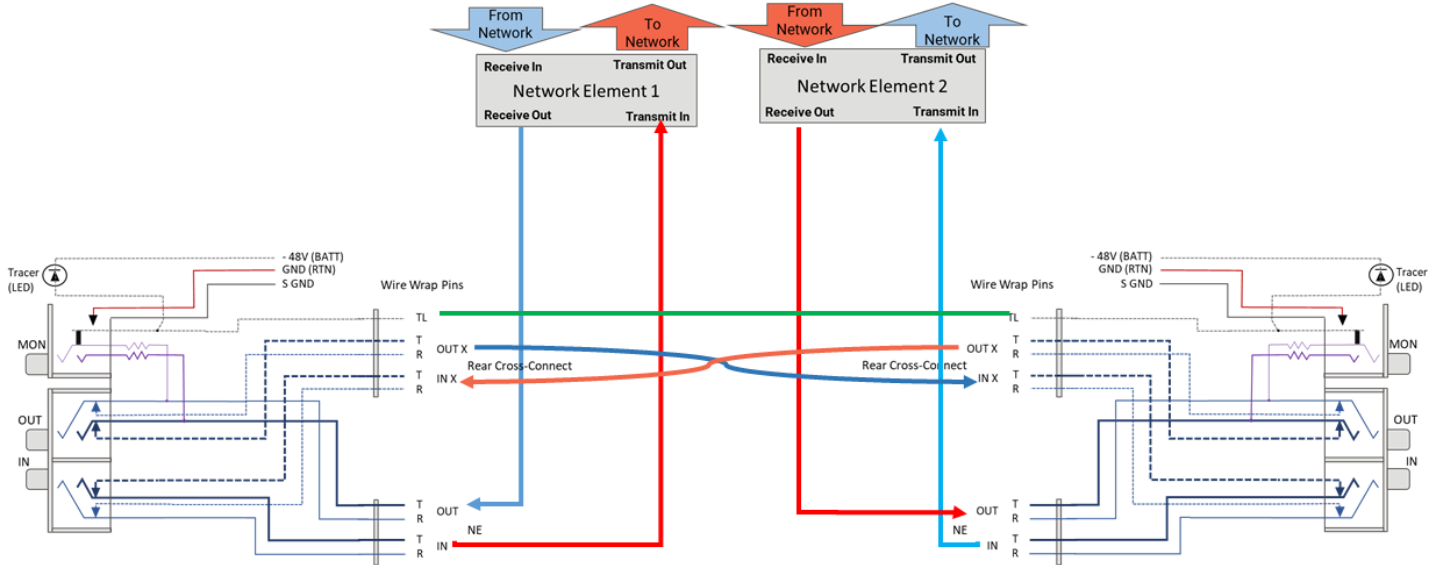 From
Network
To
Network
From
Network
To
Network
Receive In
Transmit Out
Network Element 1
Receive Out
Transmit In
Receive In
Transmit Out
Network Element 2
Receive Out
Transmit In
Tracer
(LED)
- 48V (BATT)
GND (RTN)
S GND
Wire Wrap Pins
MON
OUT
IN
TL
T
R
OUT X
T
R
IN X
Rear Cross-Connect
T
R
OUT
NE
T
R
IN
- 48V (BATT)
GND (RTN)
S GND
Tracer
(LED)
Wire Wrap Pins
TL
OUT X
T
R
Rear Cross-Connect
IN X
T
R
MON
OUT
IN
OUT
T
R
NE
IN
T
R